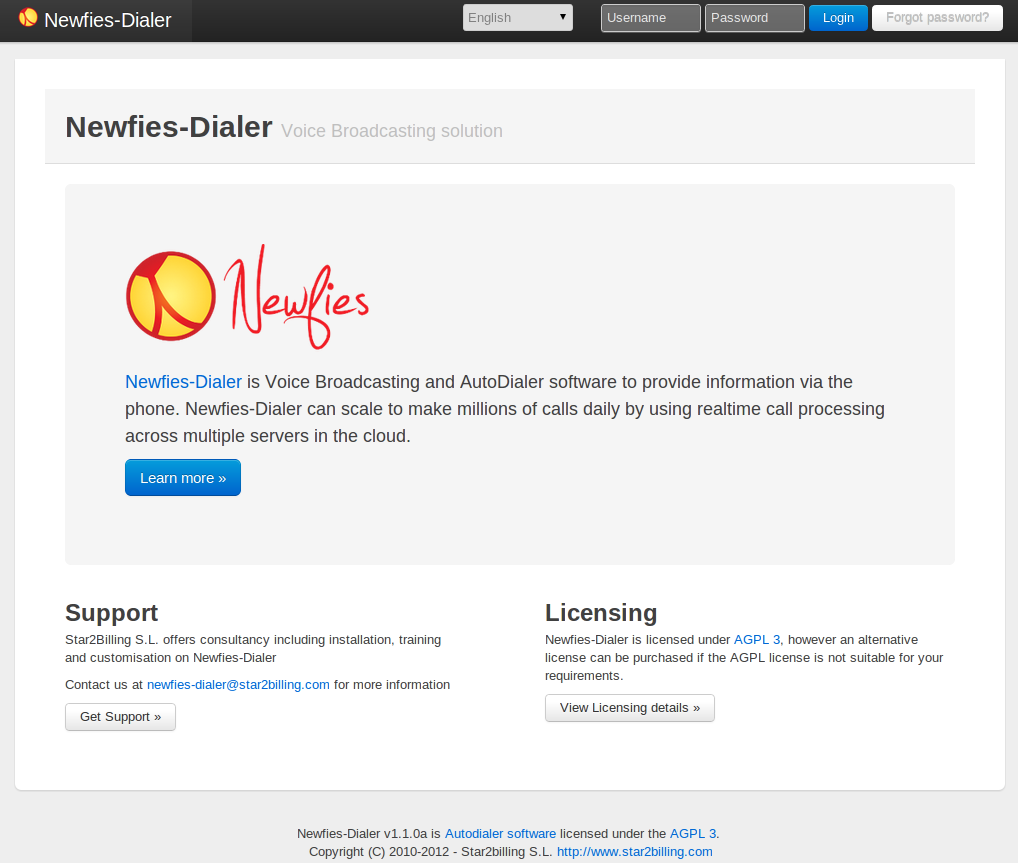 Newfies-Dialer English ▼ Username Password Login Forgot password?
Newfies-Dialer Voice Broadcasting solution
Newfies
Newfies-Dialer is Voice Broadcasting and AutoDialer software to provide information via the
phone. Newfies-Dialer can scale to make millions of calls daily by using realtime call processing
across multiple servers in the cloud.
Learn more »
Support
Star2Billing S.L. offers consultancy including installation, training
and customisation on Newfies-Dialer
Contact us at newfies-dialer@star2billing.com for more information
Get Support »
Licensing
Newfies-Dialer is licensed under AGPL 3, however an alternative
license can be purchased if the AGPL license is not suitable for your
requirements.
View Licensing details »
Newfies-Dialer v1.1.0a is Autodialer software licensed under the AGPL 3.
Copyright (C) 2010-2012 - Star2billing S.L. http://www.star2billing.com